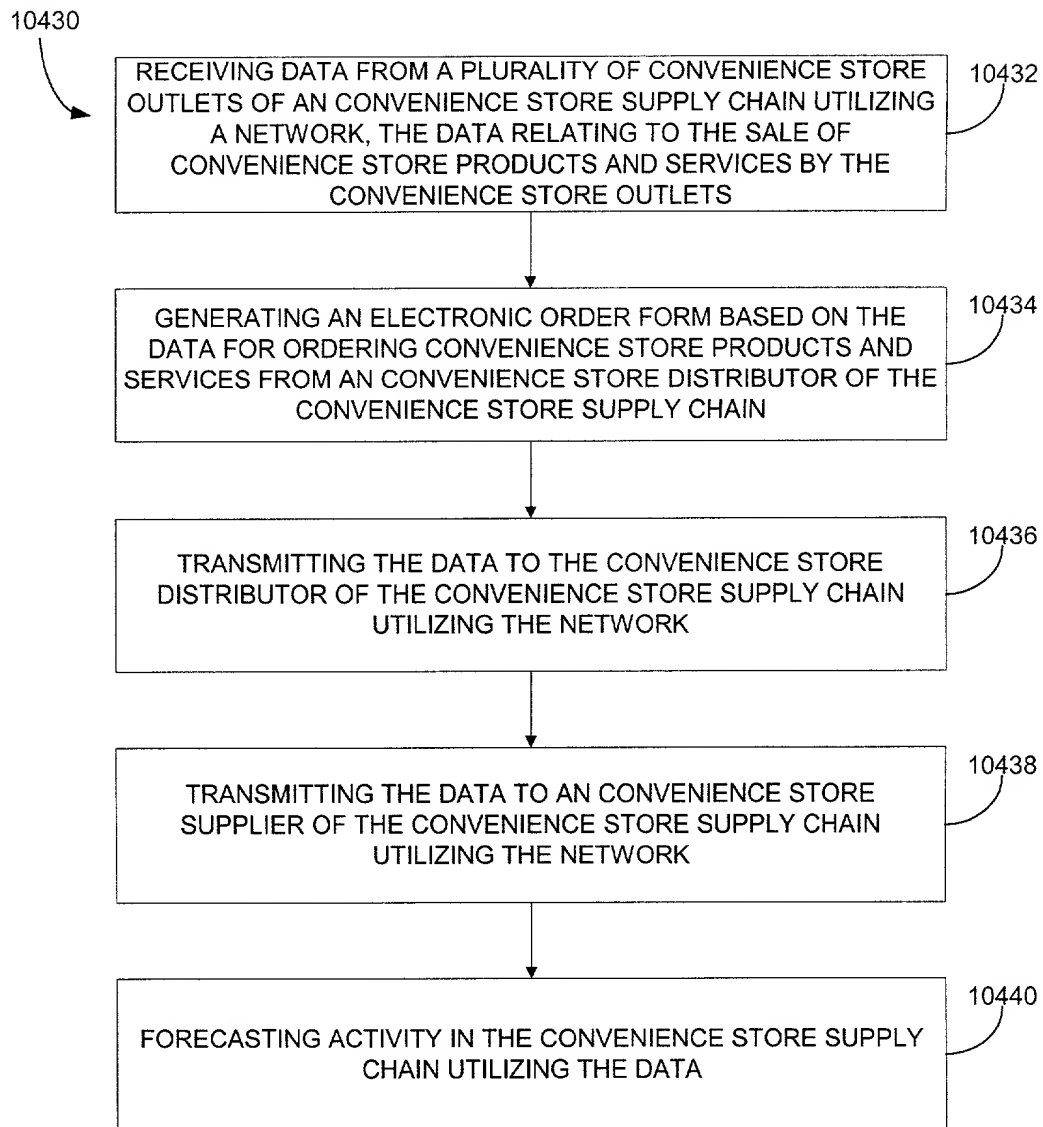 10430
RECEIVING DATA FROM A PLURALITY OF CONVENIENCE STORE
OUTLETS OF AN CONVENIENCE STORE SUPPLY CHAIN UTILIZING
A NETWORK, THE DATA RELATING TO THE SALE OF
CONVENIENCE STORE PRODUCTS AND SERVICES BY THE
CONVENIENCE STORE OUTLETS
10432
GENERATING AN ELECTRONIC ORDER FORM BASED ON THE
DATA FOR ORDERING CONVENIENCE STORE PRODUCTS AND
SERVICES FROM AN CONVENIENCE STORE DISTRIBUTOR OF THE
CONVENIENCE STORE SUPPLY CHAIN
10434
TRANSMITTING THE DATA TO THE CONVENIENCE STORE
DISTRIBUTOR OF THE CONVENIENCE STORE SUPPLY CHAIN
UTILIZING THE NETWORK
10436
TRANSMITTING THE DATA TO AN CONVENIENCE STORE
SUPPLIER OF THE CONVENIENCE STORE SUPPLY CHAIN
UTILIZING THE NETWORK
10438
FORECASTING ACTIVITY IN THE CONVENIENCE STORE SUPPLY
CHAIN UTILIZING THE DATA
10440